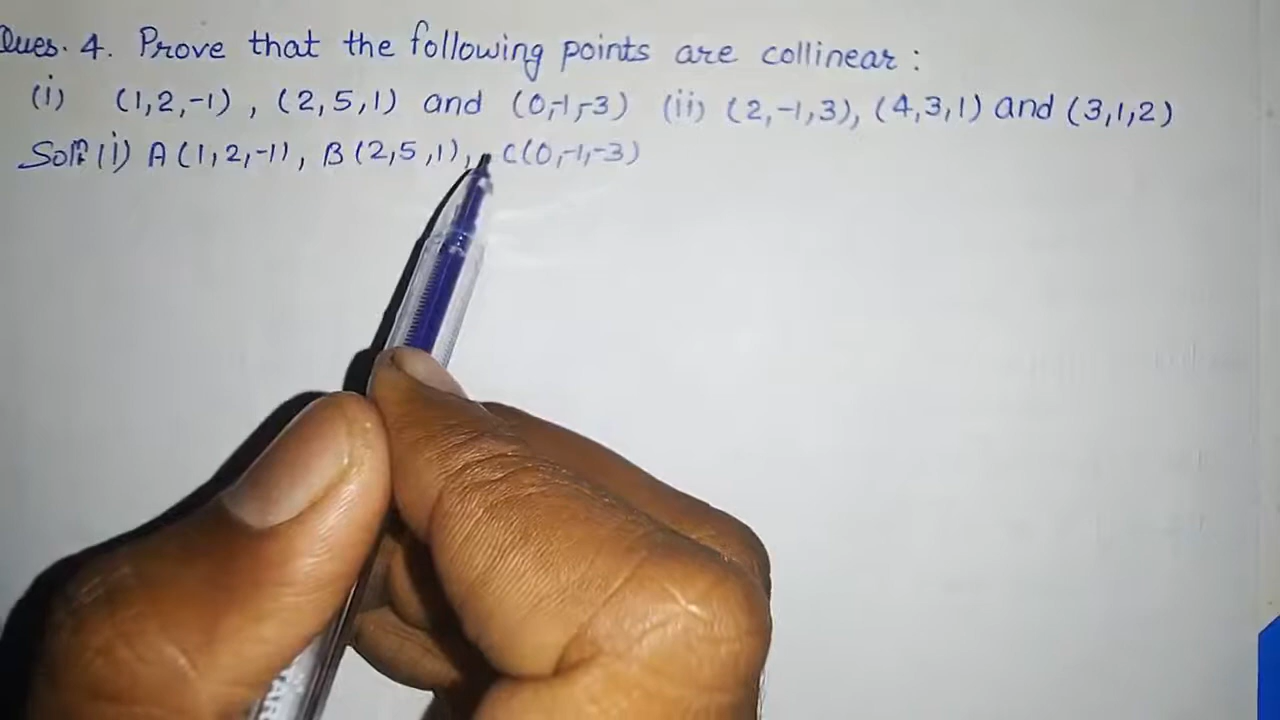 Ques. 4. Prove that the following points are collinear :
(i) (1,2,-1), (2,5,1) and (0,-1,-3) (ii) (2,-1,3), (4,3,1) and (3,1,2)
Solⁿ. (i) A(1,2,-1), B(2,5,1), C(0,-1,-3)